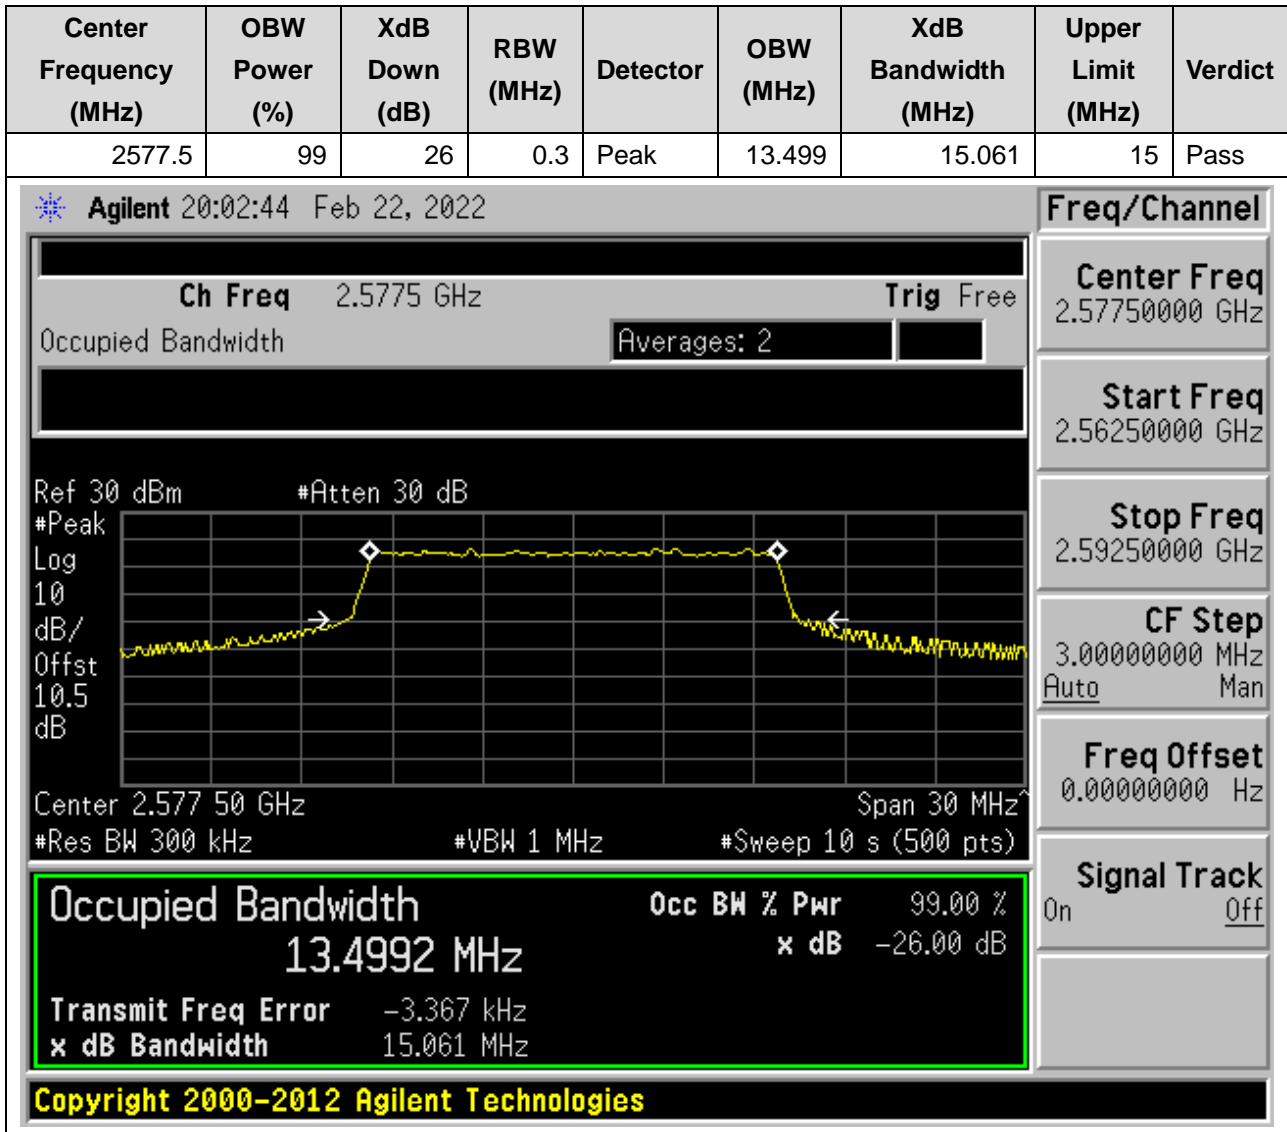 Center Frequency (MHz) OBW Power (%) XdB Down (dB) RBW (MHz) Detector OBW (MHz) XdB Bandwidth (MHz) Upper Limit (MHz) Verdict
2577.5 99 26 0.3 Peak 13.499 15.061 15 Pass
Agilent 20:02:44 Feb 22, 2022
Freq/Channel
Ch Freq 2.5775 GHz Trig Free
Occupied Bandwidth Averages: 2
Ref 30 dBm #Atten 30 dB
#Peak
Log
10
dB/
Offst
10.5
dB
Center 2.577 50 GHz Span 30 MHz^
#Res BW 300 kHz #VBW 1 MHz #Sweep 10 s (500 pts)
Occupied Bandwidth Occ BW % Pwr 99.00 %
13.4992 MHz x dB -26.00 dB
Transmit Freq Error -3.367 kHz
x dB Bandwidth 15.061 MHz
Center Freq
2.57750000 GHz
Start Freq
2.56250000 GHz
Stop Freq
2.59250000 GHz
CF Step
3.00000000 MHz
Auto Man
Freq Offset
0.00000000 Hz
Signal Track
On Off
Copyright 2000-2012 Agilent Technologies